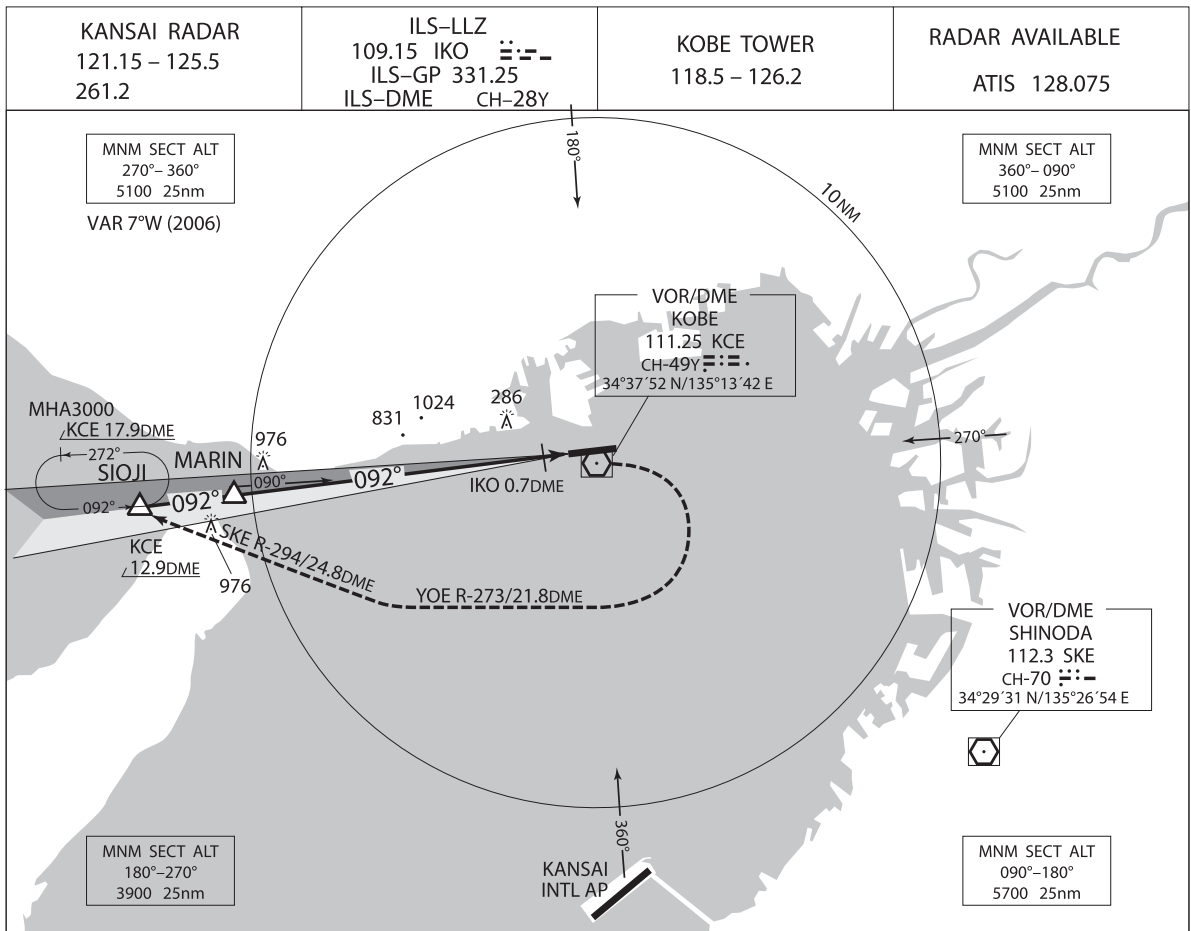 KANSAI RADAR
121.15 – 125.5
261.2
ILS–LLZ
109.15 IKO
ILS–GP 331.25
ILS–DME CH–28Y
KOBE TOWER
118.5 – 126.2
RADAR AVAILABLE
ATIS 128.075
MNM SECT ALT
270°– 360°
5100 25nm
VAR 7°W (2006)
180°
10NM
MNM SECT ALT
360°– 090°
5100 25nm
VOR/DME
KOBE
111.25 KCE
CH-49Y
34°37´52 N/135°13´42 E
MHA3000
KCE 17.9DME
272°
SIOJI
MARIN
976
831
1024
286
270°
092°
092°
090°
092°
IKO 0.7DME
KCE
12.9DME
976
SKE R-294/24.8DME
YOE R-273/21.8DME
VOR/DME
SHINODA
112.3 SKE
CH-70
34°29´31 N/135°26´54 E
MNM SECT ALT
180°–270°
3900 25nm
360°
KANSAI
INTL AP
MNM SECT ALT
090°–180°
5700 25nm